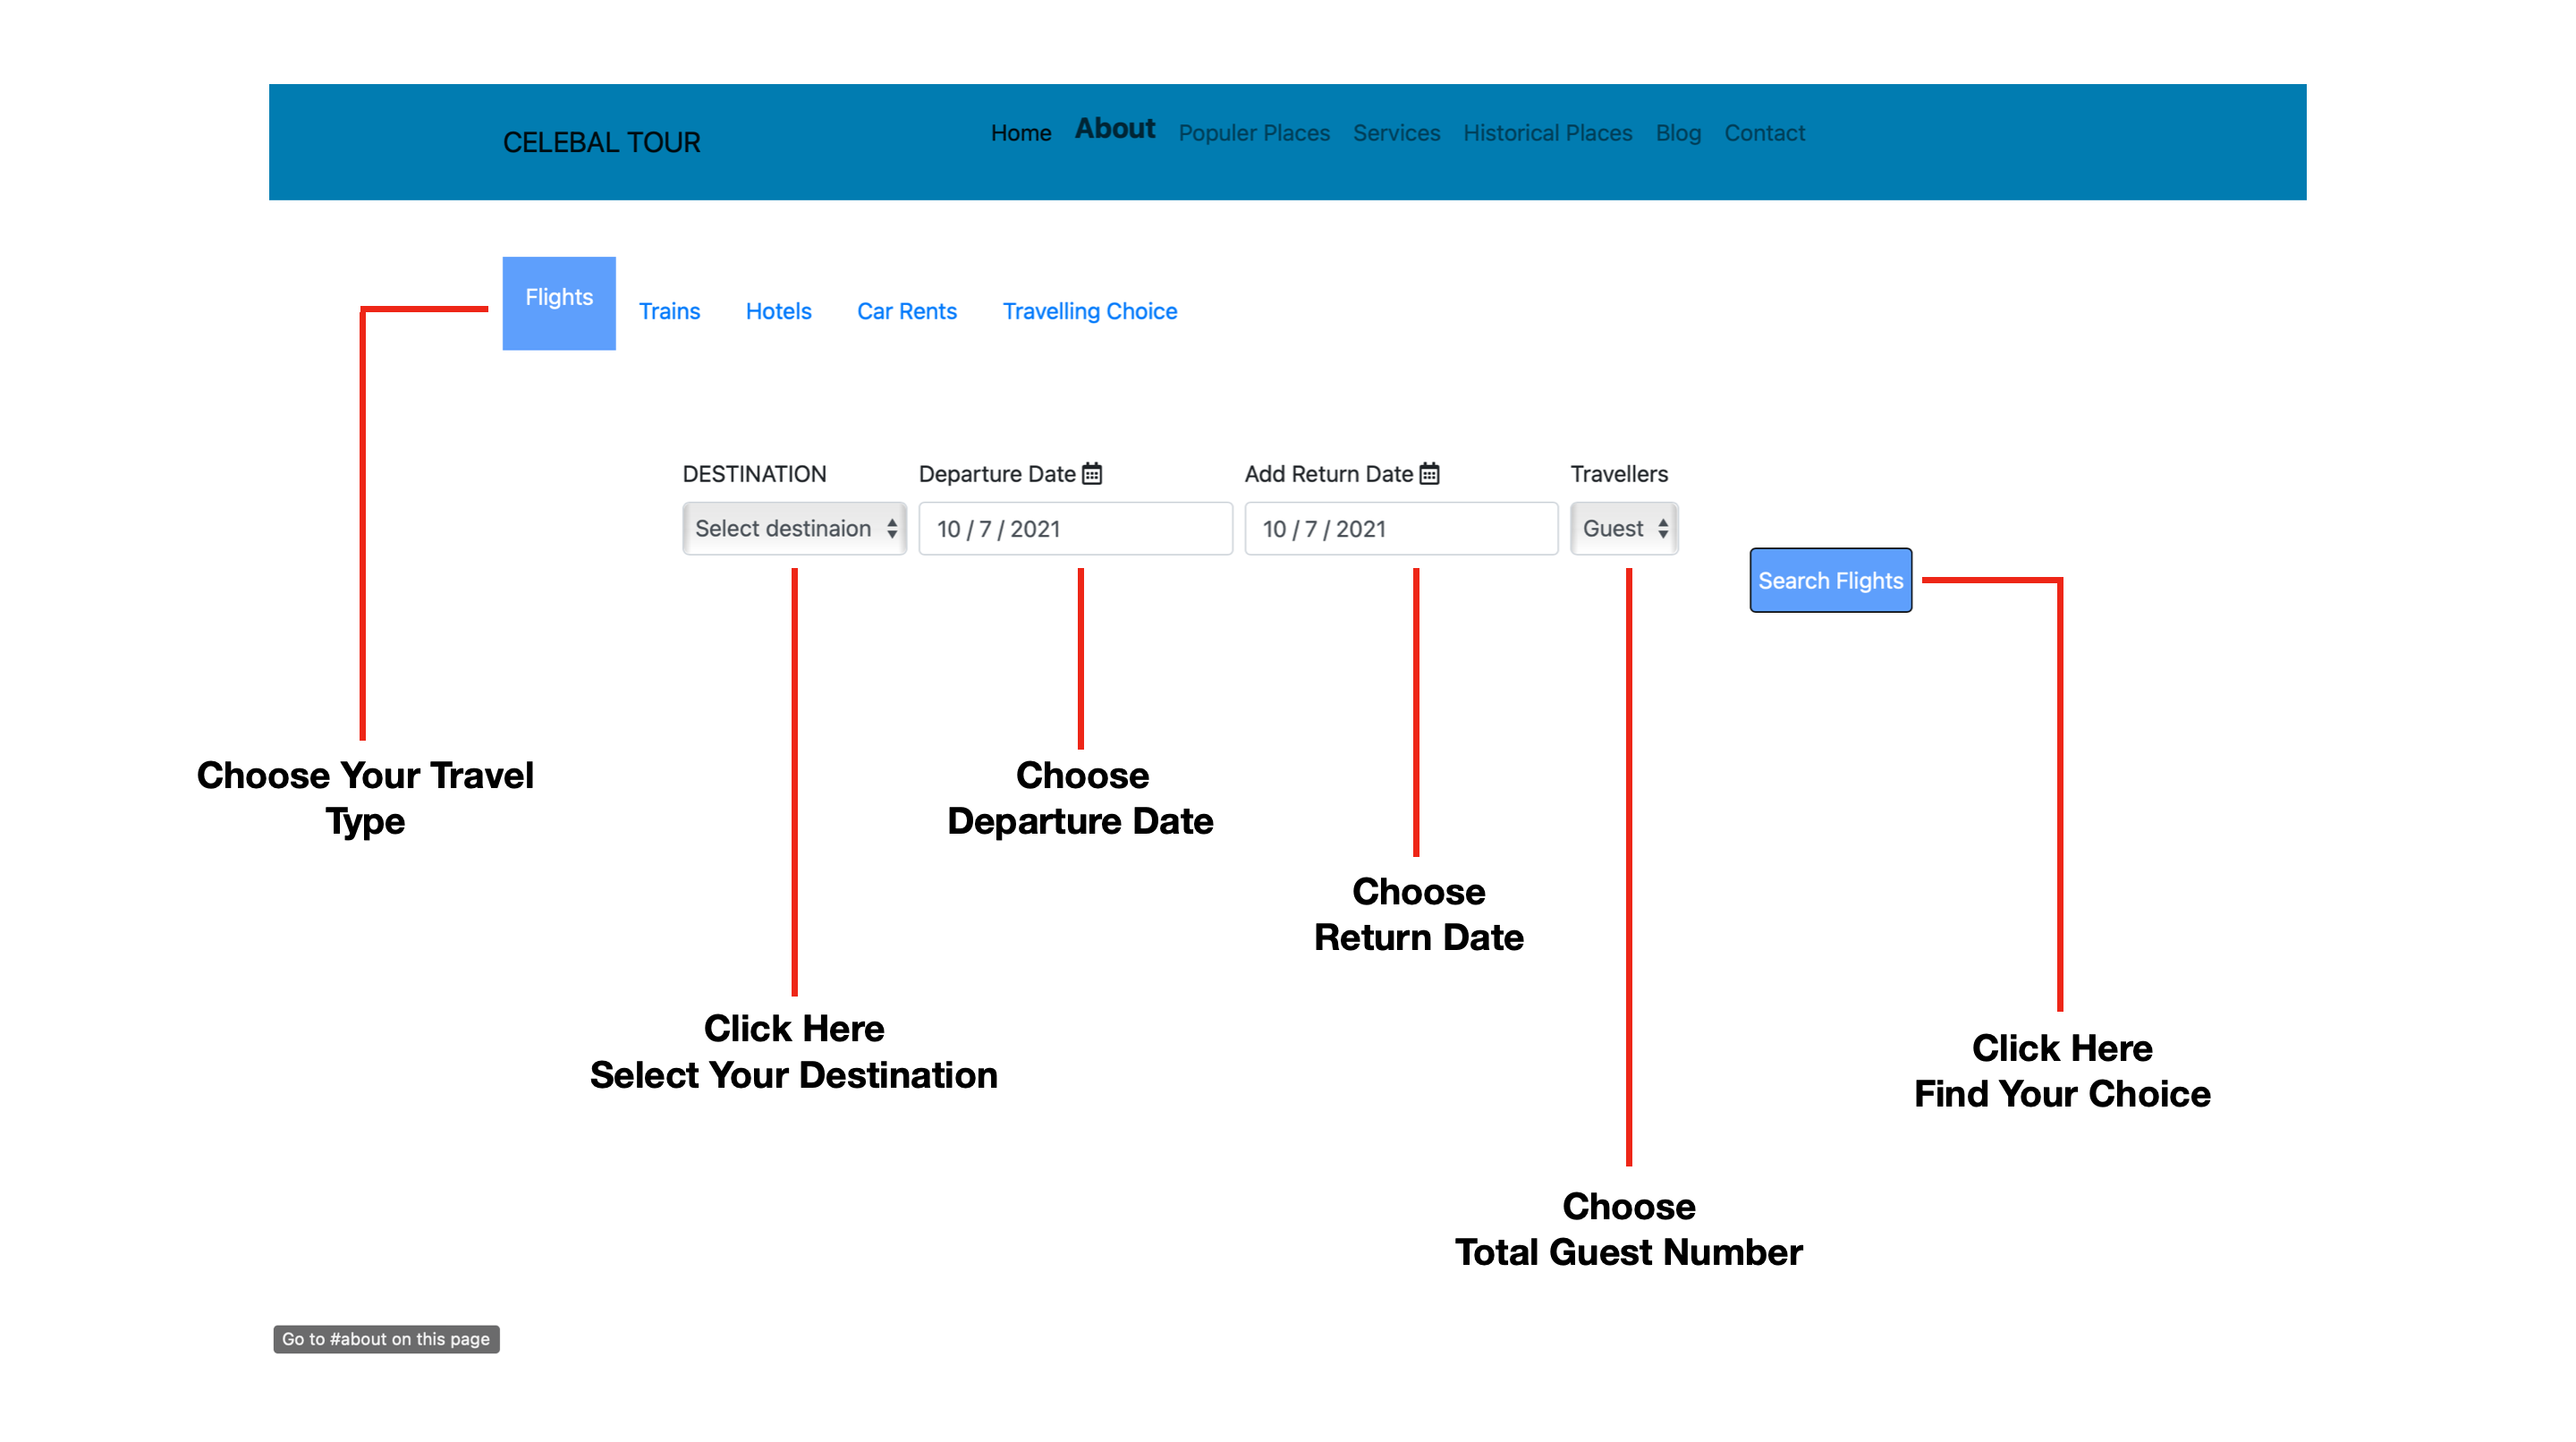 CELEBAL TOUR
Home About Populer Places Services Historical Places Blog Contact
Flights Trains Hotels Car Rents Travelling Choice
DESTINATION Departure Date Add Return Date Travellers
Select destinaion 10 / 7 / 2021 10 / 7 / 2021 Guest
Search Flights
Choose Your Travel
Type
Choose
Departure Date
Choose
Return Date
Click Here
Select Your Destination
Click Here
Find Your Choice
Choose
Total Guest Number
Go to #about on this page